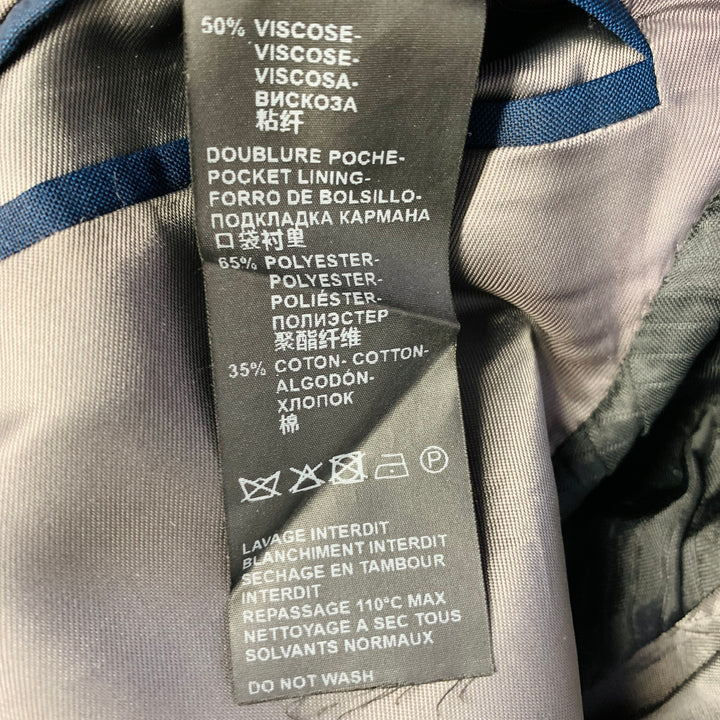 50% VISCOSE-
VISCOSE-
VISCOSA-
ВИСКОЗА
粘纤
DOUBLURE POCHE-
POCKET LINING-
FORRO DE BOLSILLO-
ПОДКЛАДКА КАРМАНА
口袋衬里
65% POLYESTER-
POLYESTER-
POLIÉSTER-
ПОЛИЭСТЕР
聚酯纤维
35% COTON- COTTON-
ALGODÓN-
ХЛОПОК
棉
P
LAVAGE INTERDIT
BLANCHIMENT INTERDIT
SECHAGE EN TAMBOUR
INTERDIT
REPASSAGE 110°C MAX
NETTOYAGE A SEC TOUS
SOLVANTS NORMAUX
DO NOT WASH